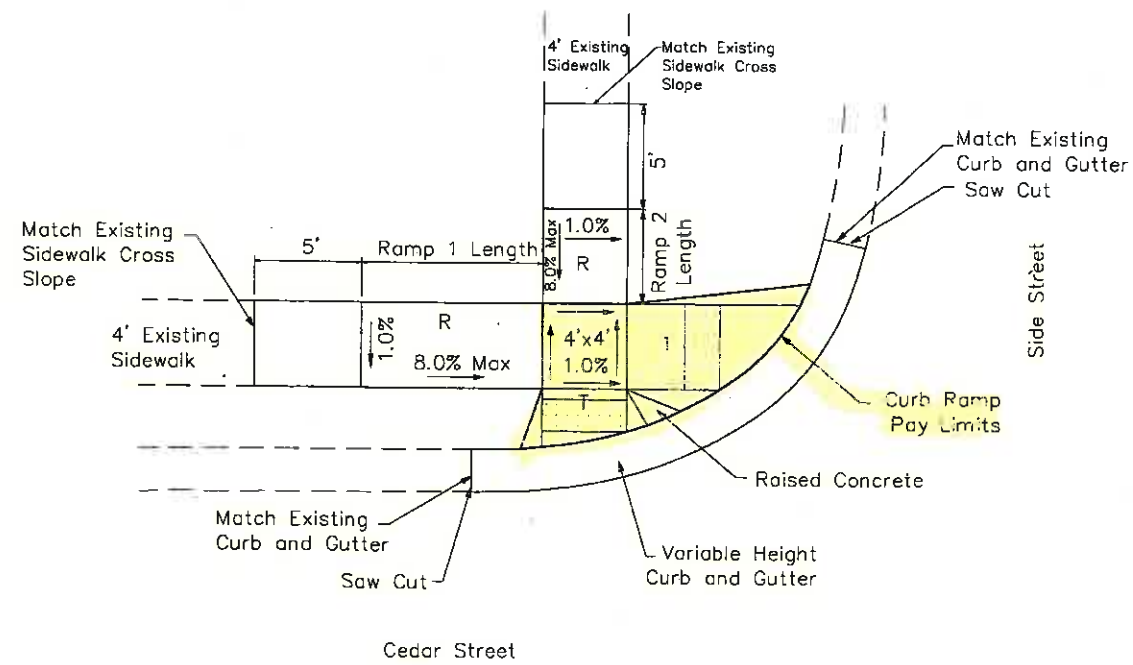 4' Existing
Sidewalk
Match Existing
Sidewalk Cross
Slope
5'
Match Existing
Curb and Gutter
Saw Cut
Match Existing
Sidewalk Cross
Slope
5'
Ramp 1 Length
8.0% Max
1.0%
R
Ramp 2
Length
Side Street
4' Existing
Sidewalk
1.0%
R
8.0% Max
4'x4'
1.0%
1
T
Curb Ramp
Pay Limits
Raised Concrete
Match Existing
Curb and Gutter
Variable Height
Curb and Gutter
Saw Cut
Cedar Street